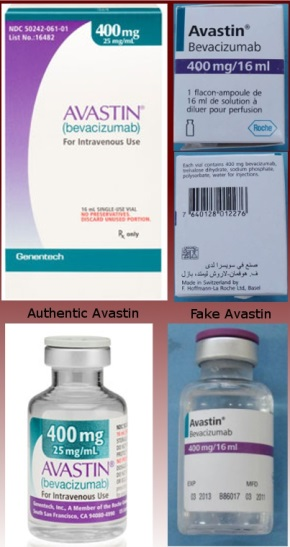 NDC 50242-061-01
List No.: 16482
400 mg
25 mg/mL
AVASTIN®
(bevacizumab)
For Intravenous Use
16 mL SINGLE-USE VIAL
NO PRESERVATIVES.
DISCARD UNUSED PORTION.
Rx only
Genentech
Avastin®
Bevacizumab
400 mg/16 ml
1 flacon-ampoule de
16 ml de solution à
diluer pour perfusion
Roche
Each vial contains 400 mg bevacizumab,
trehalose dihydrate, sodium phosphate,
polysorbate, water for injections.
7640128 012276
صنع في سويسرا لدى
ف. هوفمان-لاروش ليمتد، بازل
Made in Switzerland by
F. Hoffmann-La Roche Ltd, Basel
Authentic Avastin
Fake Avastin
400 mg
25 mg/mL
AVASTIN®
(bevacizumab)
For Intravenous Use
Genentech, Inc., A Member of the Roche
South San Francisco, CA 94080-4990
Avastin®
Bevacizumab
400 mg/16 ml
EXP
MFD
03 2013 B86017 03 2011